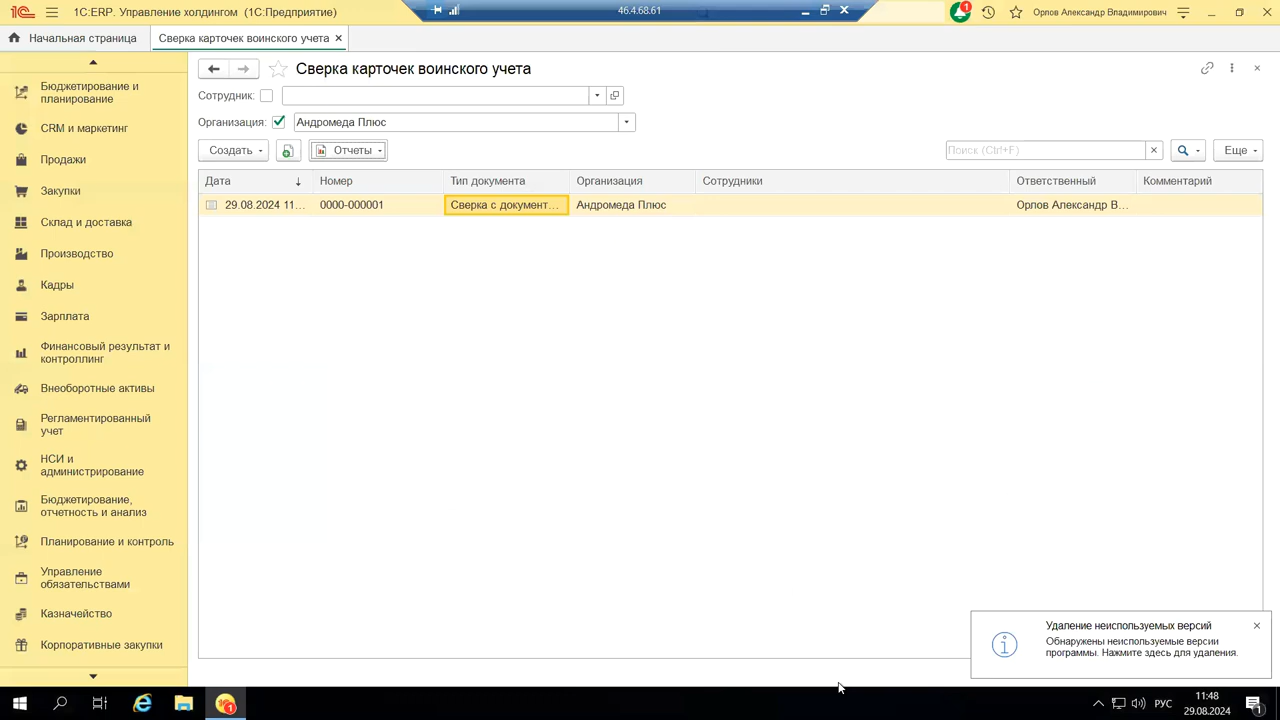 1С:ERP. Управление холдингом (1С:Предприятие)
46.4.68.61
1
Орлов Александр Владимирович
Начальная страница
Сверка карточек воинского учета
Сверка карточек воинского учета
Сотрудник:
Организация:
Андромеда Плюс
Создать
Отчеты
Поиск (Ctrl+F)
Еще
Дата
Номер
Тип документа
Организация
Сотрудники
Ответственный
Комментарий
29.08.2024 11...
0000-000001
Сверка с документ...
Андромеда Плюс
Орлов Александр В...
Бюджетирование и
планирование
CRM и маркетинг
Продажи
Закупки
Склад и доставка
Производство
Кадры
Зарплата
Финансовый результат и
контроллинг
Внеоборотные активы
Регламентированный
учет
НСИ и
администрирование
Бюджетирование,
отчетность и анализ
Планирование и контроль
Управление
обязательствами
Казначейство
Корпоративные закупки
Удаление неиспользуемых версий
Обнаружены неиспользуемые версии
программы. Нажмите здесь для удаления.
1
РУС
11:48
29.08.2024
1